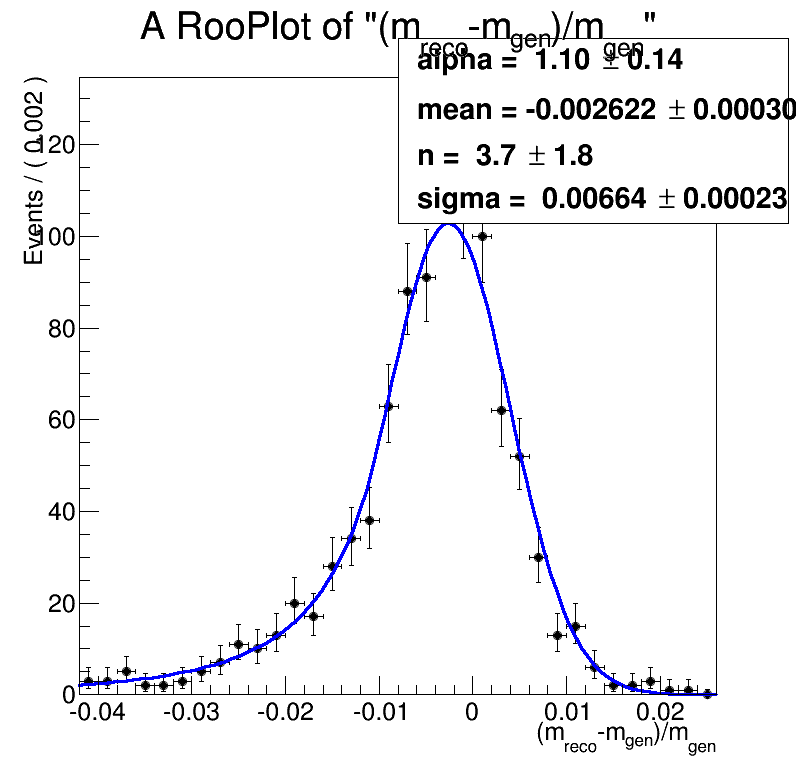 A RooPlot of "(m_reco-m_gen)/m_gen"
alpha = 1.10 ± 0.14
mean = -0.002622 ± 0.00030
n = 3.7 ± 1.8
sigma = 0.00664 ± 0.00023
Events / ( 0.002 )
120
100
80
60
40
20
0
-0.04 -0.03 -0.02 -0.01 0 0.01 0.02
(m_reco-m_gen)/m_gen